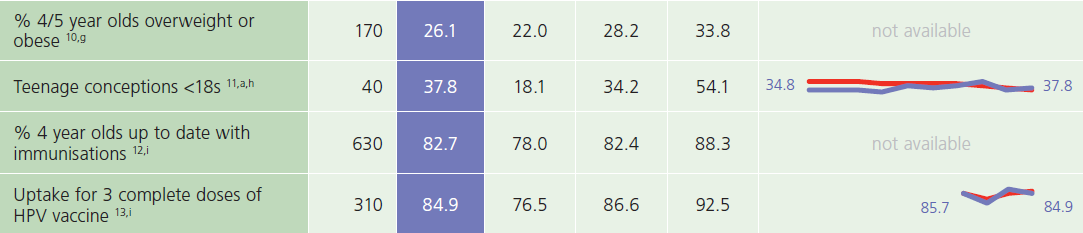 % 4/5 year olds overweight or
obese 10,g
170 26.1 22.0 28.2 33.8 not available
Teenage conceptions <18s 11,a,h
40 37.8 18.1 34.2 54.1 34.8 37.8
% 4 year olds up to date with
immunisations 12,i
630 82.7 78.0 82.4 88.3 not available
Uptake for 3 complete doses of
HPV vaccine 13,i
310 84.9 76.5 86.6 92.5 85.7 84.9